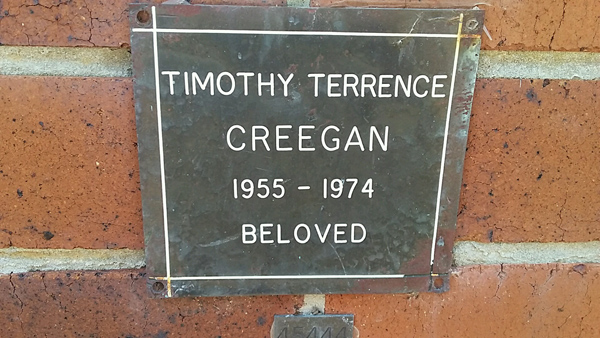 TIMOTHY TERRENCE
CREEGAN
1955 - 1974
BELOVED